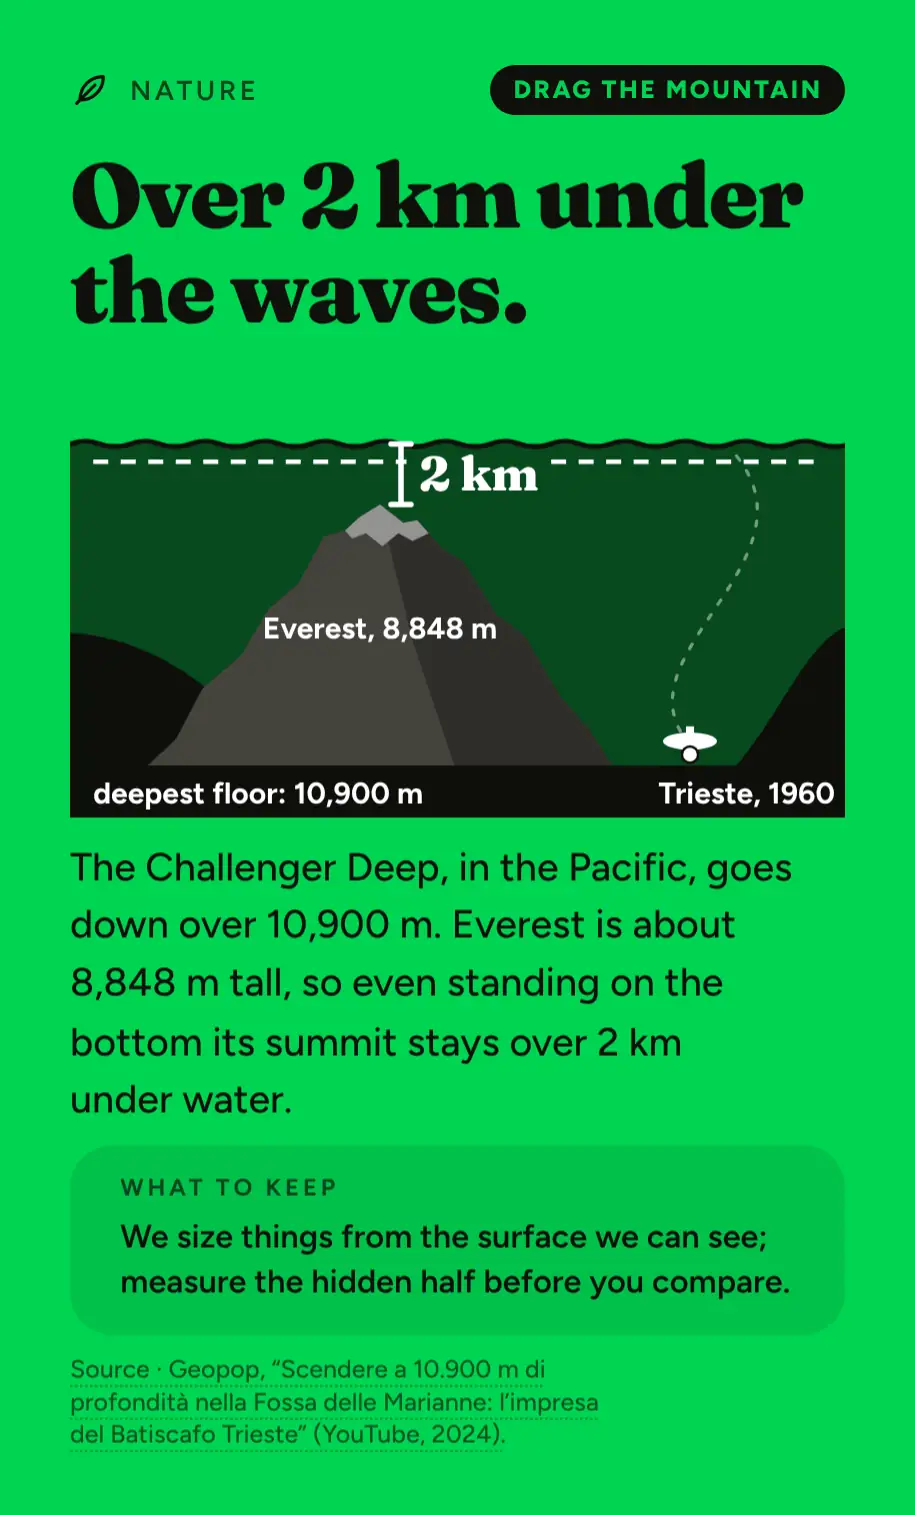 NATURE
DRAG THE MOUNTAIN
Over 2 km under
the waves.
2 km
Everest, 8,848 m
deepest floor: 10,900 m
Trieste, 1960
The Challenger Deep, in the Pacific, goes
down over 10,900 m. Everest is about
8,848 m tall, so even standing on the
bottom its summit stays over 2 km
under water.
WHAT TO KEEP
We size things from the surface we can see;
measure the hidden half before you compare.
Source · Geopop, “Scendere a 10.900 m di
profondità nella Fossa delle Marianne: l’impresa
del Batiscafo Trieste” (YouTube, 2024).